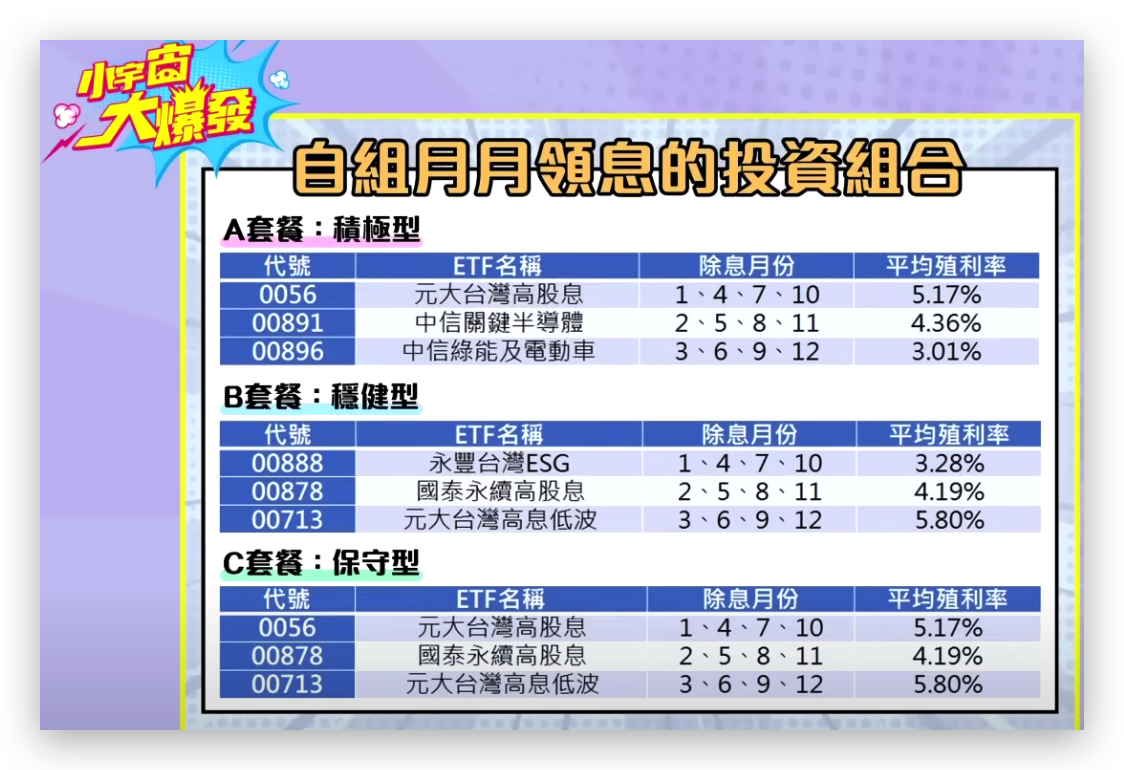 小宇宙
大爆發
自組月月領息的投資組合
A套餐：積極型
代號 ETF名稱 除息月份 平均殖利率
0056 元大台灣高股息 1、4、7、10 5.17%
00891 中信關鍵半導體 2、5、8、11 4.36%
00896 中信綠能及電動車 3、6、9、12 3.01%
B套餐：穩健型
代號 ETF名稱 除息月份 平均殖利率
00888 永豐台灣ESG 1、4、7、10 3.28%
00878 國泰永續高股息 2、5、8、11 4.19%
00713 元大台灣高息低波 3、6、9、12 5.80%
C套餐：保守型
代號 ETF名稱 除息月份 平均殖利率
0056 元大台灣高股息 1、4、7、10 5.17%
00878 國泰永續高股息 2、5、8、11 4.19%
00713 元大台灣高息低波 3、6、9、12 5.80%